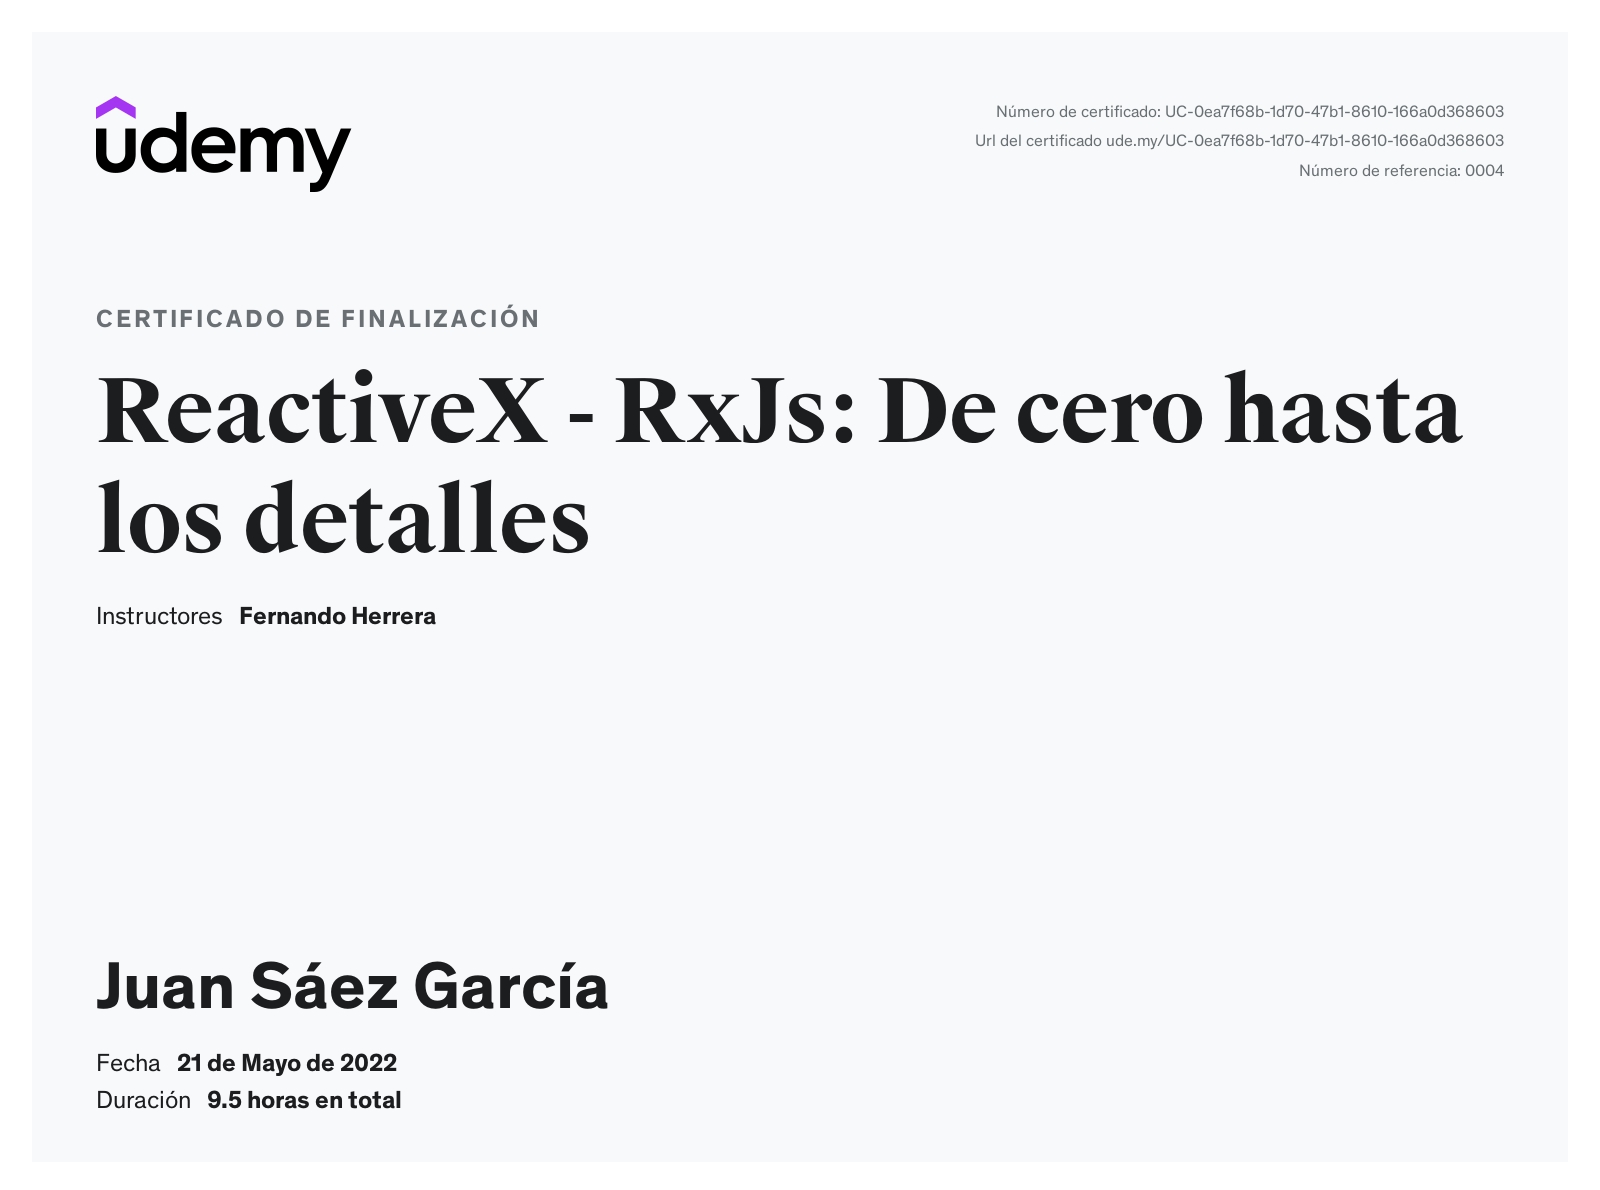 udemy
Número de certificado: UC-0ea7f68b-1d70-47b1-8610-166a0d368603
Url del certificado ude.my/UC-0ea7f68b-1d70-47b1-8610-166a0d368603
Número de referencia: 0004
CERTIFICADO DE FINALIZACIÓN
ReactiveX - RxJs: De cero hasta
los detalles
Instructores Fernando Herrera
Juan Sáez García
Fecha 21 de Mayo de 2022
Duración 9.5 horas en total